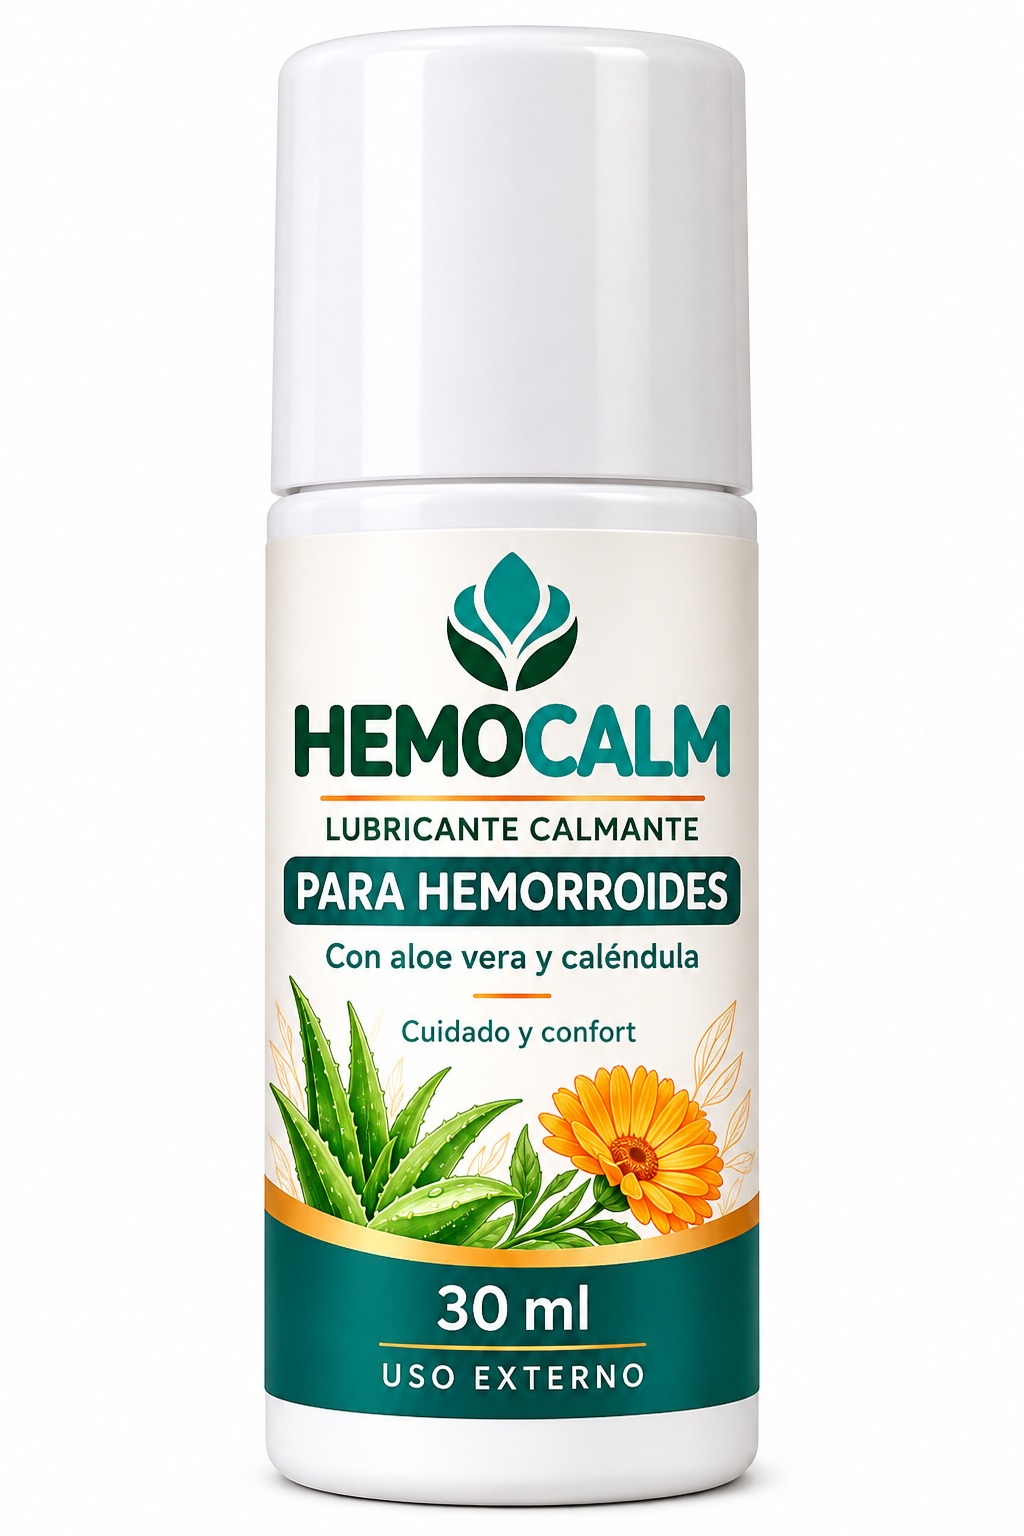 HEMOCALM
LUBRICANTE CALMANTE
PARA HEMORROIDES
Con aloe vera y caléndula
Cuidado y confort
30 ml
USO EXTERNO